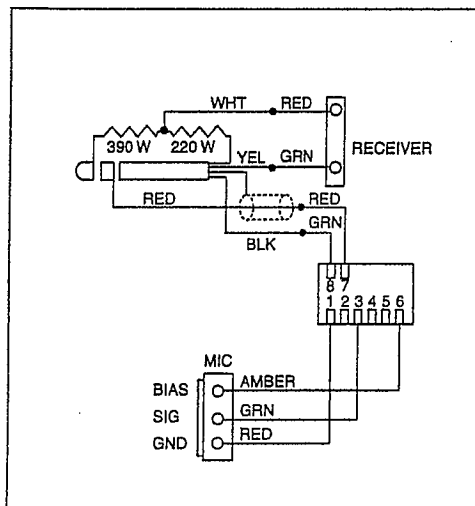 WHT RED
390 W 220 W
RECEIVER
YEL GRN
RED RED
GRN
BLK
8 7
1 2 3 4 5 6
MIC
BIAS AMBER
SIG GRN
GND RED